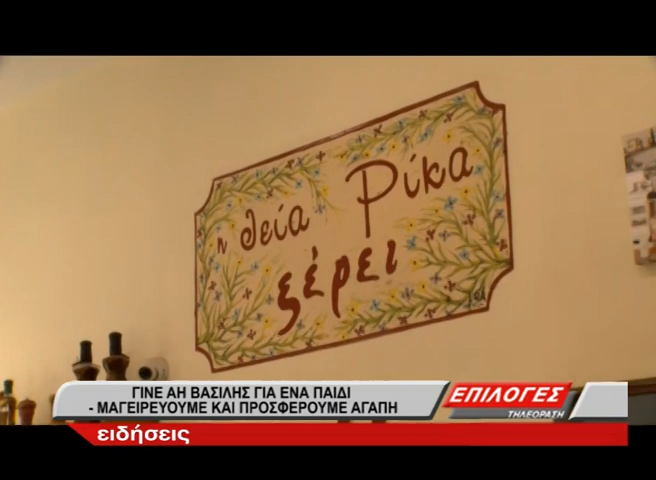 η θεία Ρίκα
ξέρει
ΓΙΝΕ ΑΗ ΒΑΣΙΛΗΣ ΓΙΑ ΕΝΑ ΠΑΙΔΙ
- ΜΑΓΕΙΡΕΥΟΥΜΕ ΚΑΙ ΠΡΟΣΦΕΡΟΥΜΕ ΑΓΑΠΗ
ΕΠΙΛΟΓΕΣ
ΤΗΛΕΟΡΑΣΗ
ειδήσεις